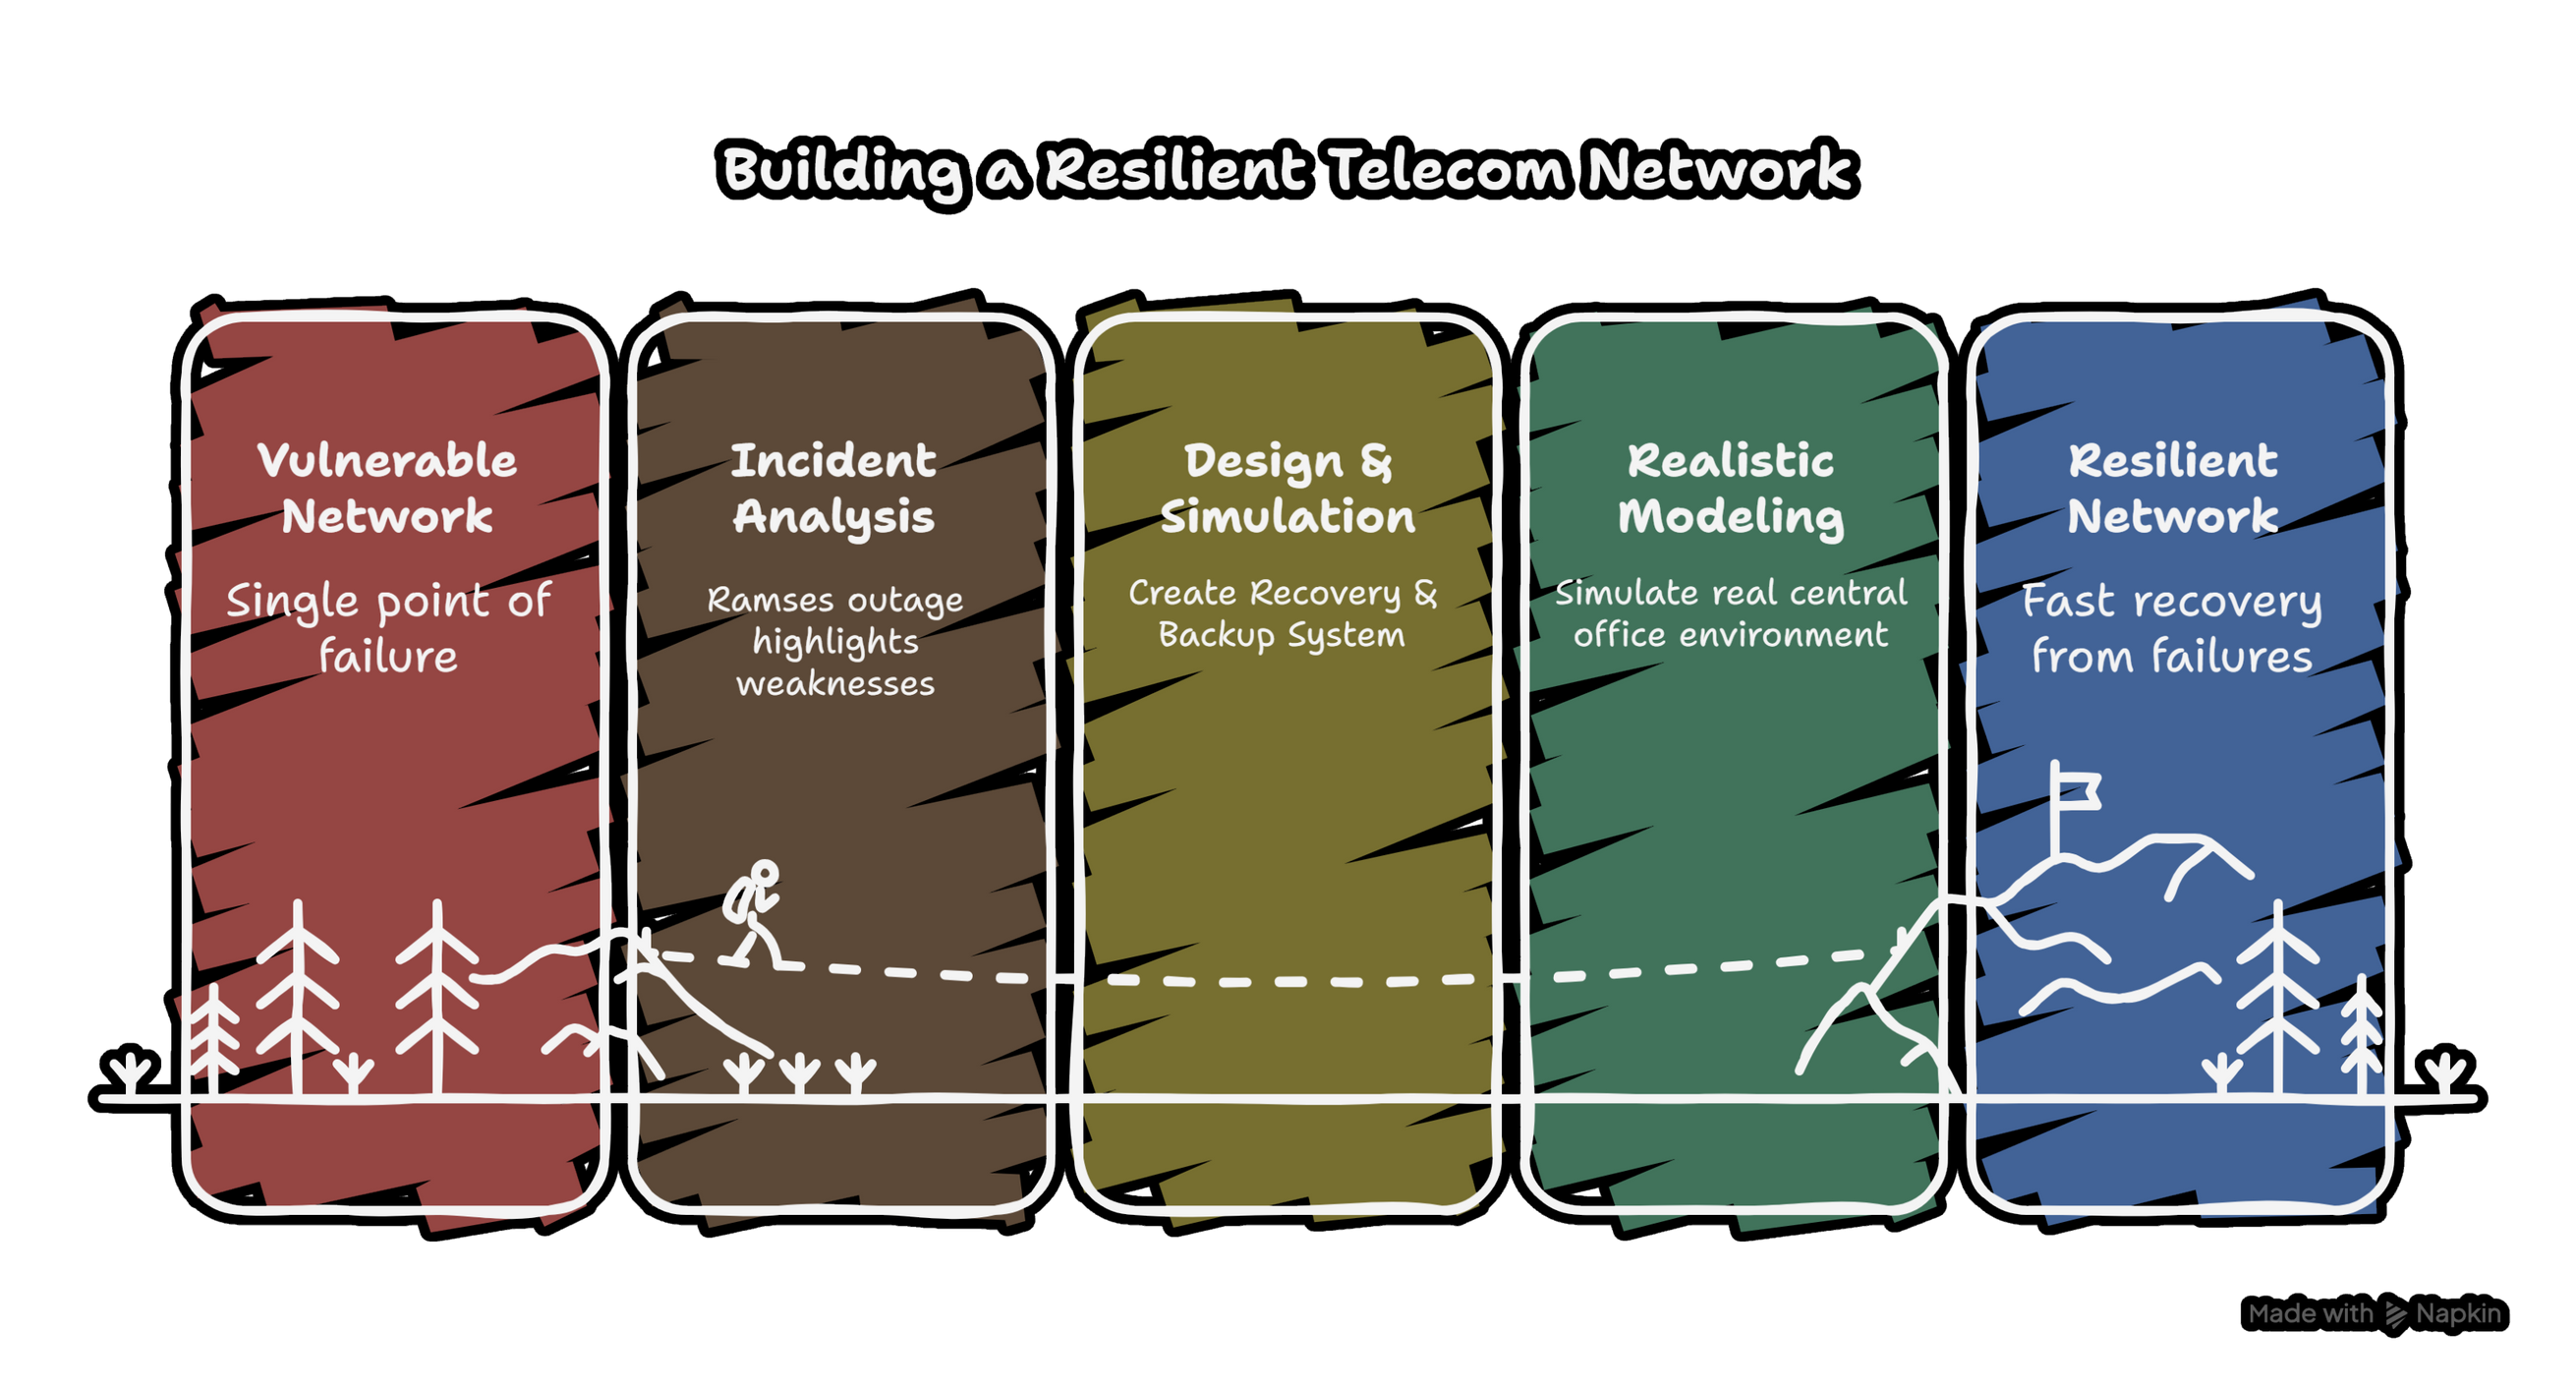 Building a Resilient Telecom Network
Vulnerable
Network
Single point of
failure
Incident
Analysis
Ramses outage
highlights
weaknesses
Design &
Simulation
Create Recovery &
Backup System
Realistic
Modeling
Simulate real central
office environment
Resilient
Network
Fast recovery
from failures
Made with Napkin